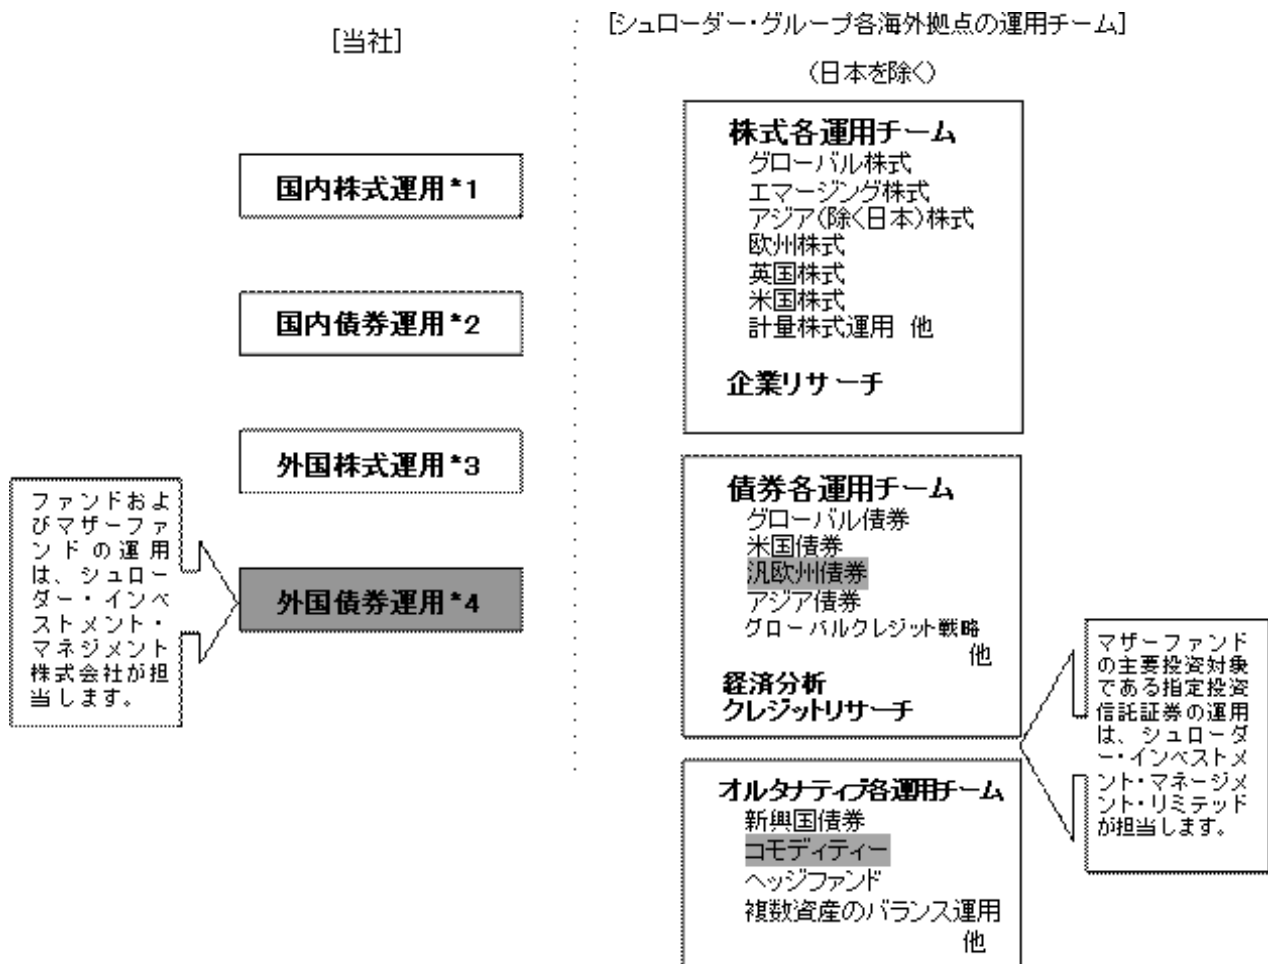 [当社]
国内株式運用*1
国内債券運用*2
外国株式運用*3
外国債券運用*4
ファンドおよ
びマザーファ
ンドの運用
は、シュロー
ダー・インベ
ストメント・
マネジメント
株式会社が担
当します。
[シュローダー・グループ各海外拠点の運用チーム]
(日本を除く)
株式各運用チーム
グローバル株式
エマージング株式
アジア(除く日本)株式
欧州株式
英国株式
米国株式
計量株式運用 他
企業リサーチ
債券各運用チーム
グローバル債券
米国債券
汎欧州債券
アジア債券
グローバルクレジット戦略
他
経済分析
クレジットリサーチ
オルタナティブ各運用チーム
新興国債券
コモディティー
ヘッジファンド
複数資産のバランス運用
他
マザーファンド
の主要投資対象
である指定投資
信託証券の運用
は、シュローダ
ー・インベストメ
ント・マネージメ
ント・リミテッド
が担当します。